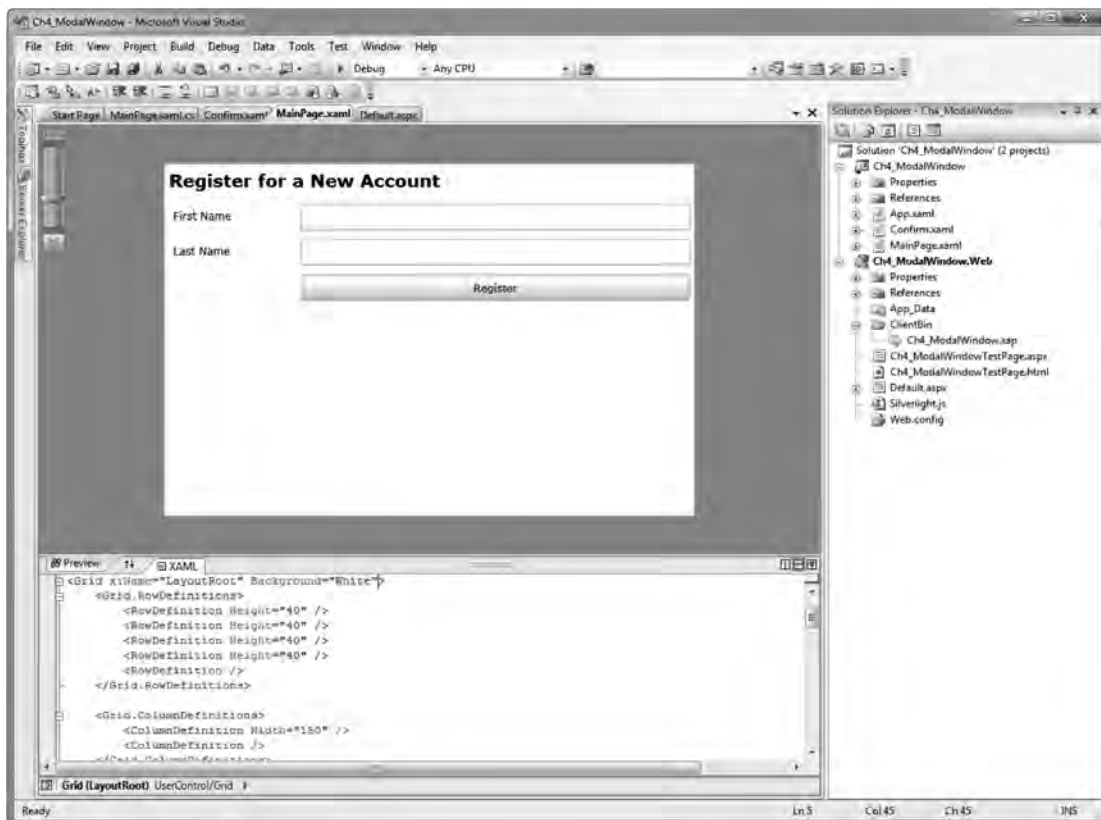 Ch4_ModalWindow - Microsoft Visual Studio
File Edit View Project Build Debug Data Tools Test Window Help
Debug Any CPU
Start Page MainPage.xaml.cs Confirm.xaml* MainPage.xaml Default.aspx
Toolbox
Server Explorer
Register for a New Account
First Name
Last Name
Register
Preview XAML
<Grid x:Name="LayoutRoot" Background="White">
<Grid.RowDefinitions>
<RowDefinition Height="40" />
<RowDefinition Height="40" />
<RowDefinition Height="40" />
<RowDefinition Height="40" />
<RowDefinition />
</Grid.RowDefinitions>
<Grid.ColumnDefinitions>
<ColumnDefinition Width="150" />
<ColumnDefinition />
</Grid.ColumnDefinitions>
Grid (LayoutRoot) UserControl/Grid
Solution Explorer - Ch4_ModalWindow
Solution 'Ch4_ModalWindow' (2 projects)
Ch4_ModalWindow
Properties
References
App.xaml
Confirm.xaml
MainPage.xaml
Ch4_ModalWindow.Web
Properties
References
App_Data
ClientBin
Ch4_ModalWindow.xap
Ch4_ModalWindowTestPage.aspx
Ch4_ModalWindowTestPage.html
Default.aspx
Silverlight.js
Web.config
Ready Ln 5 Col 45 Ch 45 INS